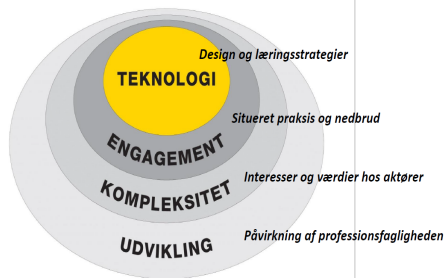 Design og læringsstrategier
TEKNOLOGI
Situeret praksis og nedbrud
ENGAGEMENT
Interesser og værdier hos aktører
KOMPLEKSITET
Påvirkning af professionsfagligheden
UDVIKLING